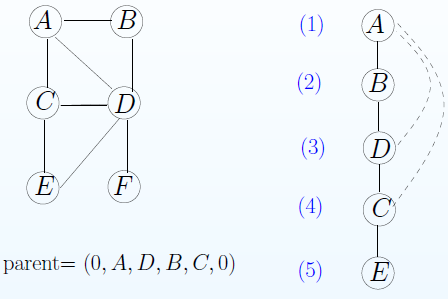 A B
C D
E F
parent= (0, A, D, B, C, 0)
(1) A
(2) B
(3) D
(4) C
(5) E